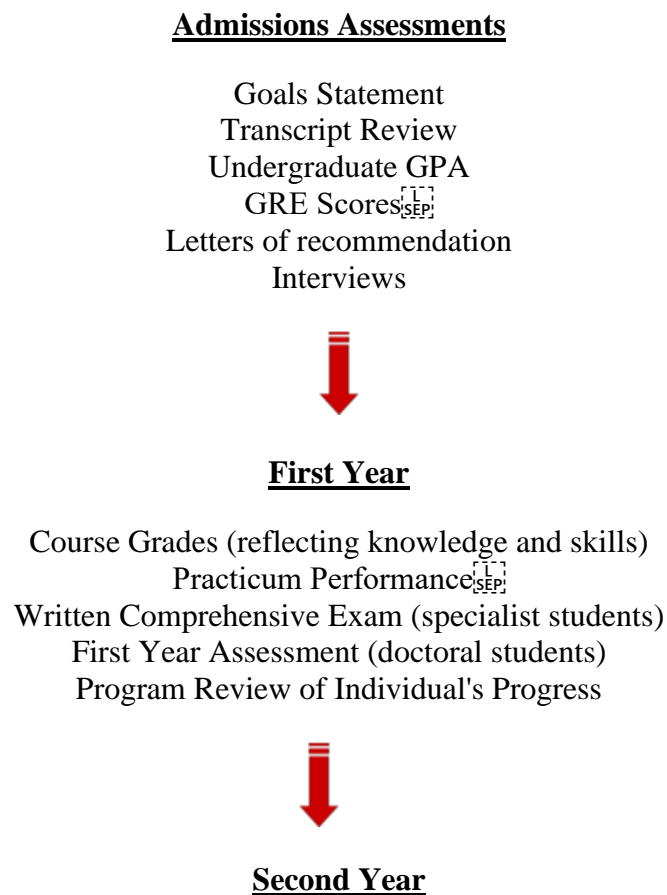 Admissions Assessments
Goals Statement
Transcript Review
Undergraduate GPA
GRE Scores
Letters of recommendation
Interviews
First Year
Course Grades (reflecting knowledge and skills)
Practicum Performance
Written Comprehensive Exam (specialist students)
First Year Assessment (doctoral students)
Program Review of Individual's Progress
Second Year